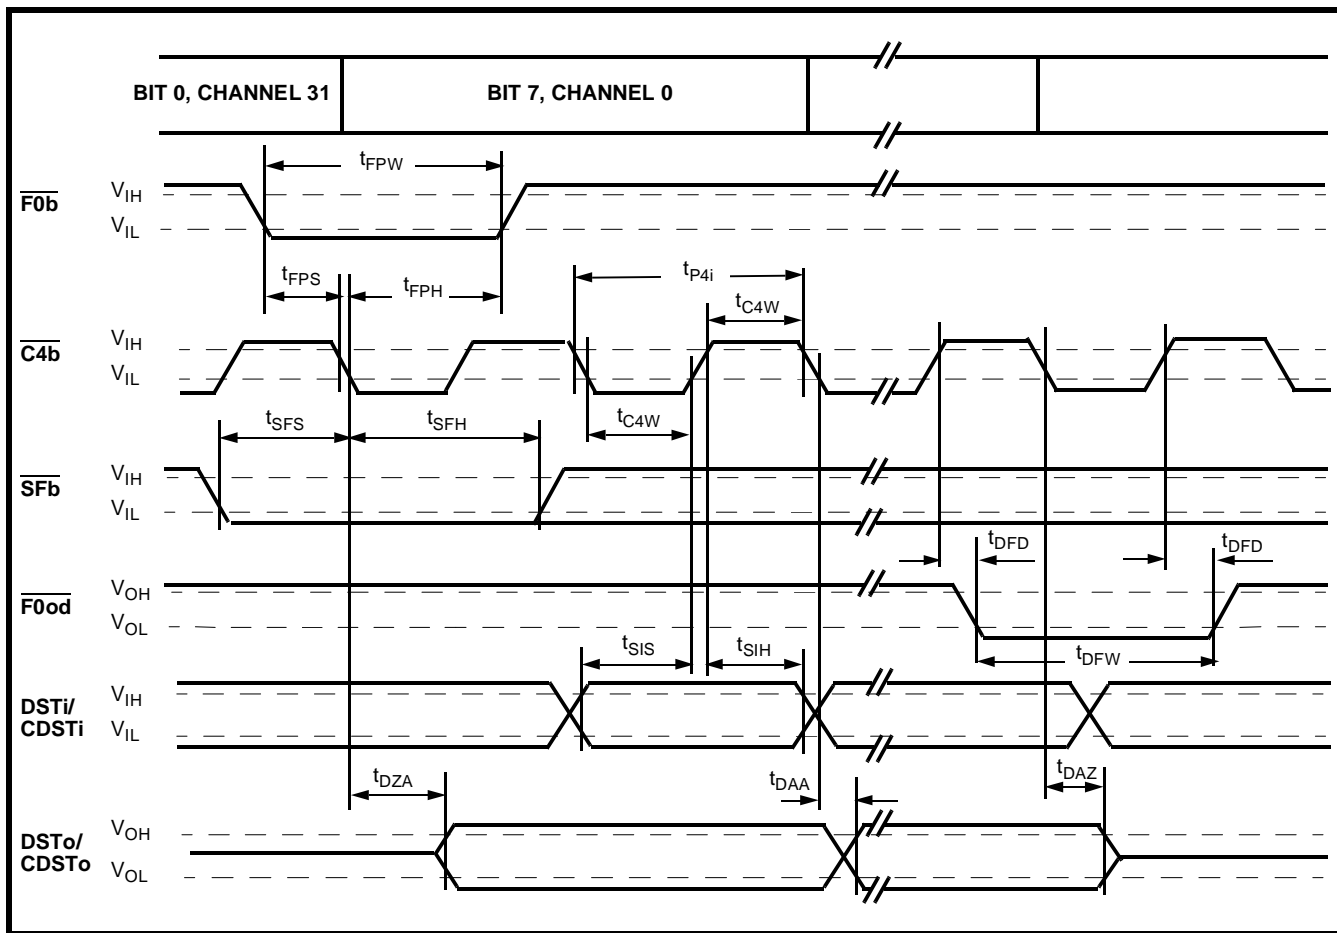 BIT 0, CHANNEL 31 BIT 7, CHANNEL 0
tFPW
F0b VIH
VIL
tFPS tFPH tP4i
tC4W
C4b VIH
VIL
tSFS tSFH tC4W
SFb VIH
VIL
tDFD tDFD
F0od VOH
VOL
tSIS tSIH tDFW
DSTi/
CDSTi
VIH
VIL
tDZA tDAA tDAZ
DSTo/
CDSTo
VOH
VOL